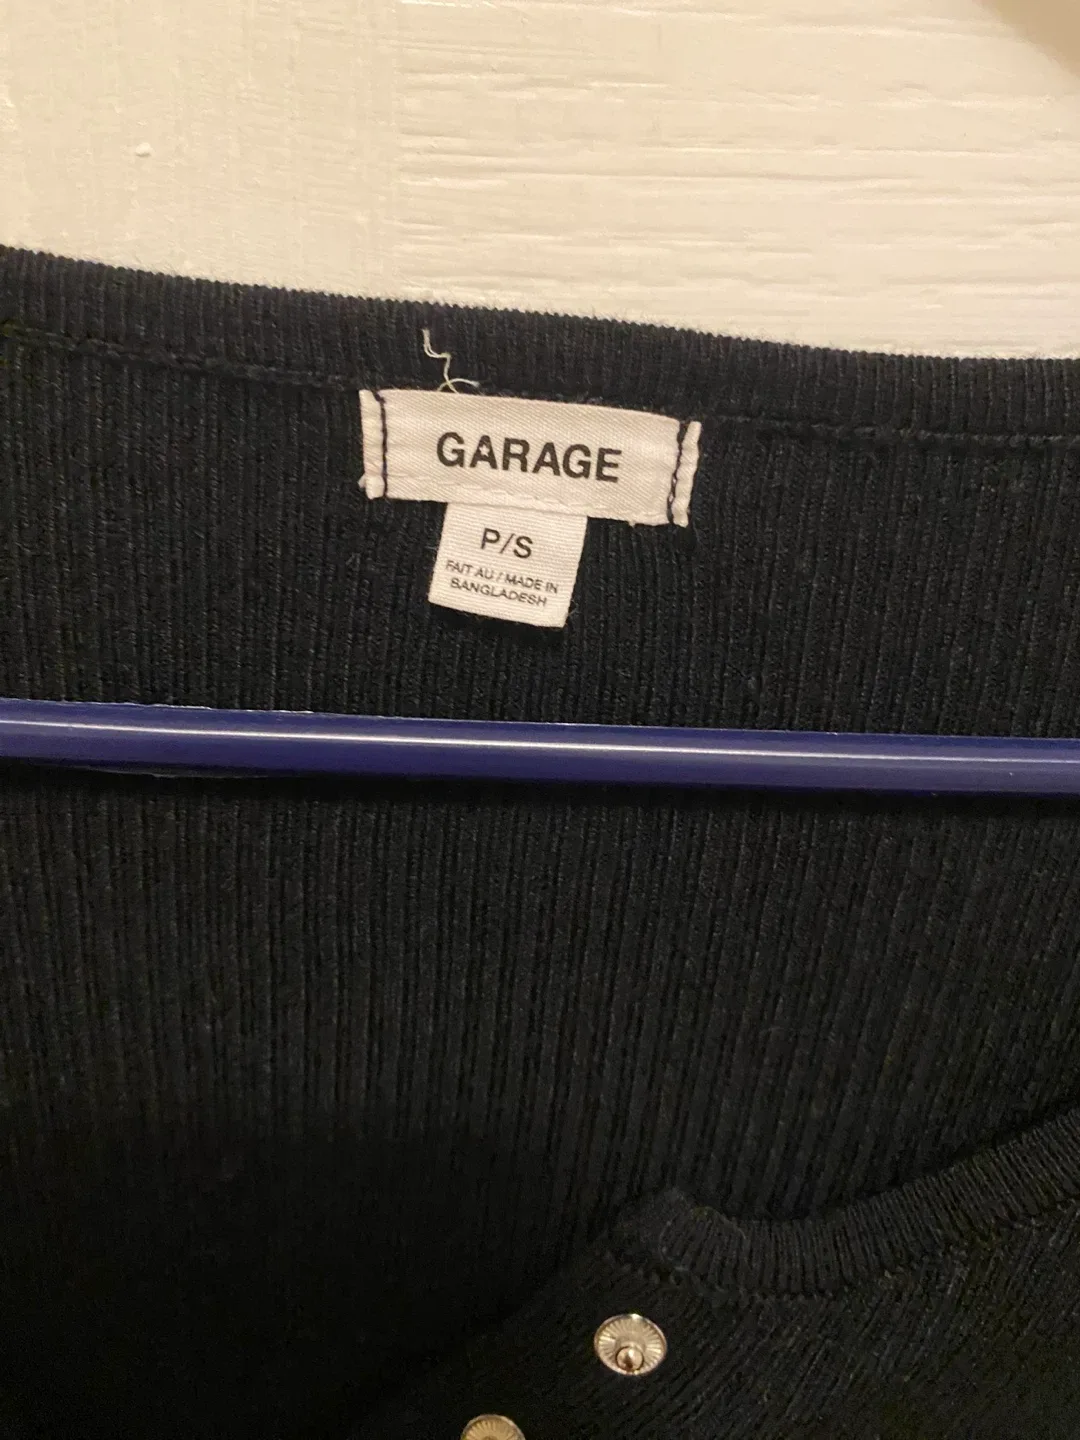 GARAGE
P/S
FAIT AU / MADE IN
BANGLADESH